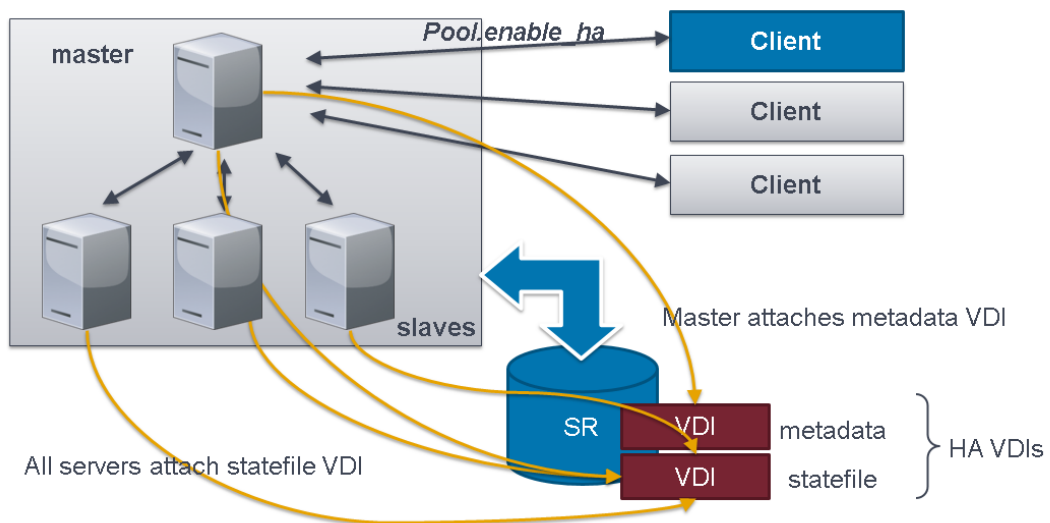 Pool.enable_ha
Client
master
Client
Client
slaves
Master attaches metadata VDI
SR
VDI
metadata
HA VDIs
All servers attach statefile VDI
VDI
statefile